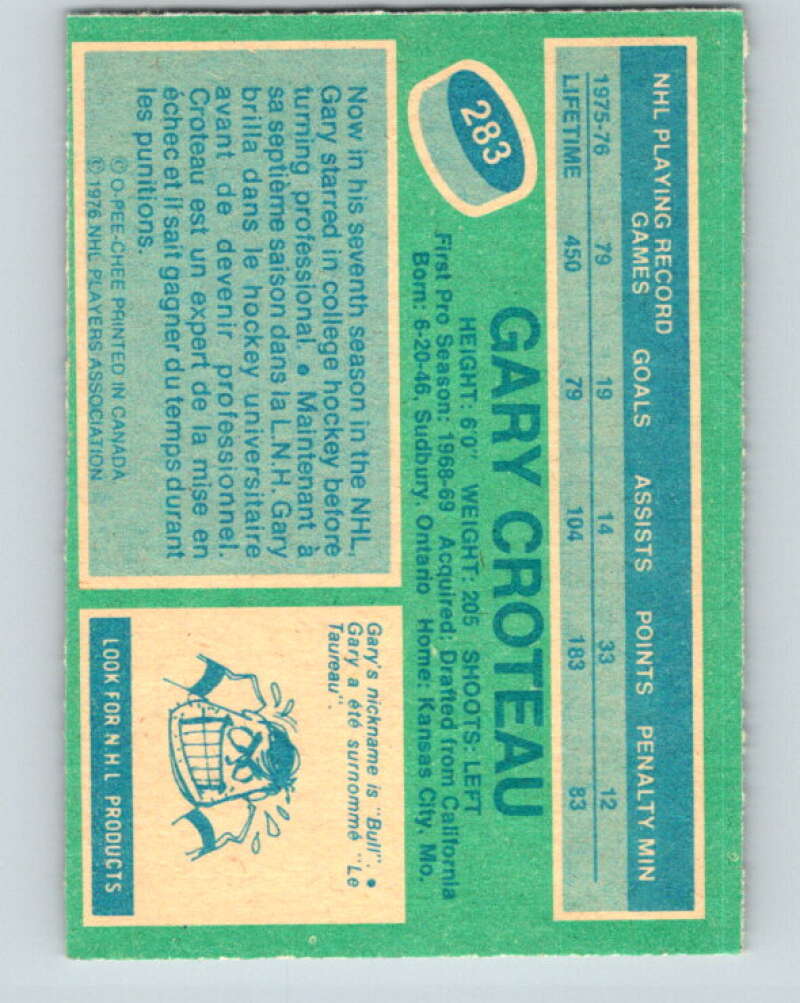 NHL PLAYING RECORD
GAMES GOALS ASSISTS POINTS PENALTY MIN
1975-76 79 19 14 33 12
LIFETIME 450 79 104 183 83
283
GARY CROTEAU
HEIGHT: 6'0" WEIGHT: 205 SHOOTS: LEFT
First Pro Season: 1968-69 Acquired: Drafted from California
Born: 6-20-46, Sudbury, Ontario Home: Kansas City, Mo.
Now in his seventh season in the NHL,
Gary starred in college hockey before
turning professional. • Maintenant à
sa septième saison dans la L.N.H. Gary
brilla dans le hockey universitaire
avant de devenir professionnel.
Croteau est un expert de la mise en
échec et il sait gagner du temps durant
les punitions.
© O-PEE-CHEE PRINTED IN CANADA
© 1976 NHL PLAYERS ASSOCIATION
Gary's nickname is "Bull". •
Gary a été surnommé "Le
Taureau".
LOOK FOR NHL PRODUCTS